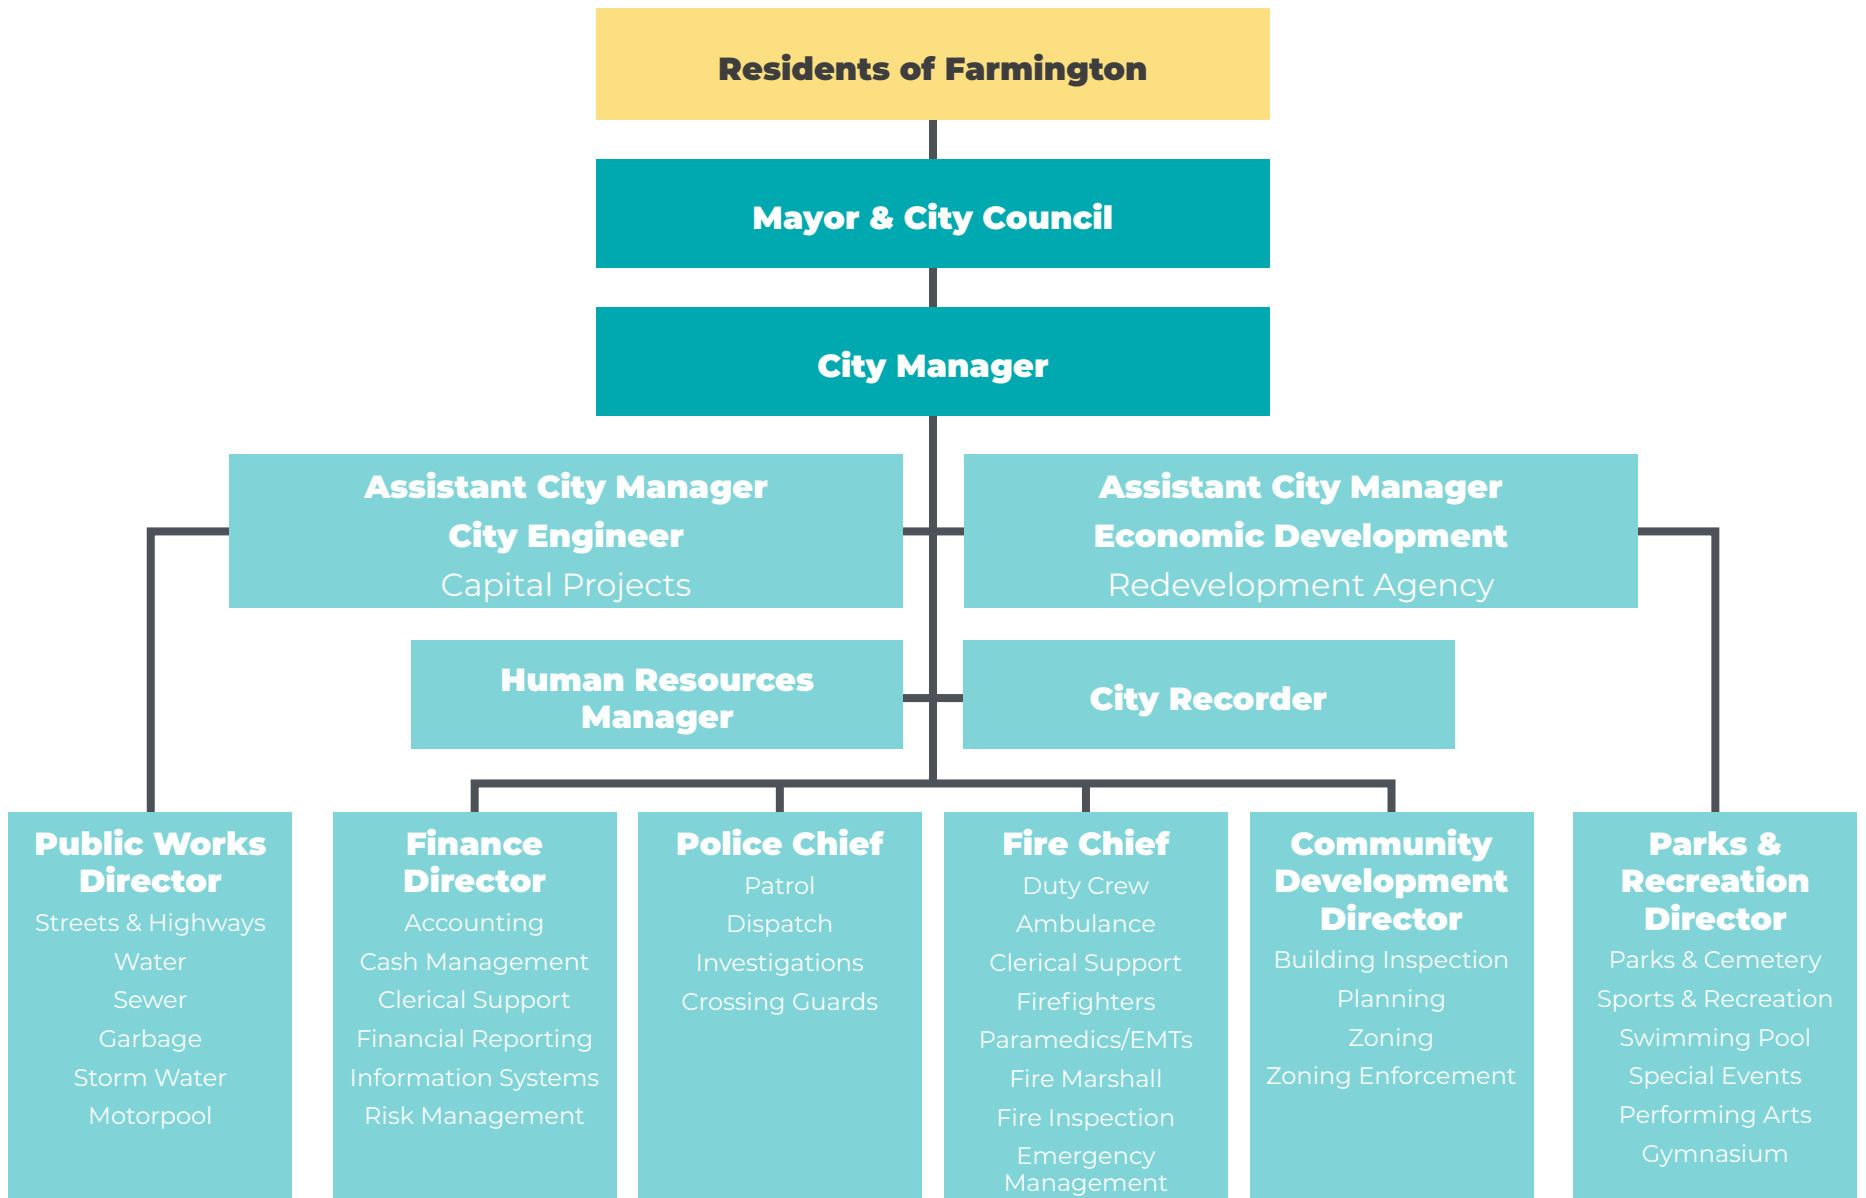 Residents of Farmington
Mayor & City Council
City Manager
Assistant City Manager
City Engineer
Capital Projects
Assistant City Manager
Economic Development
Redevelopment Agency
Human Resources
Manager
City Recorder
Public Works
Director
Streets & Highways
Water
Sewer
Garbage
Storm Water
Motorpool
Finance
Director
Accounting
Cash Management
Clerical Support
Financial Reporting
Information Systems
Risk Management
Police Chief
Patrol
Dispatch
Investigations
Crossing Guards
Fire Chief
Duty Crew
Ambulance
Clerical Support
Firefighters
Paramedics/EMTs
Fire Marshall
Fire Inspection
Emergency
Management
Community
Development
Director
Building Inspection
Planning
Zoning
Zoning Enforcement
Parks &
Recreation
Director
Parks & Cemetery
Sports & Recreation
Swimming Pool
Special Events
Performing Arts
Gymnasium